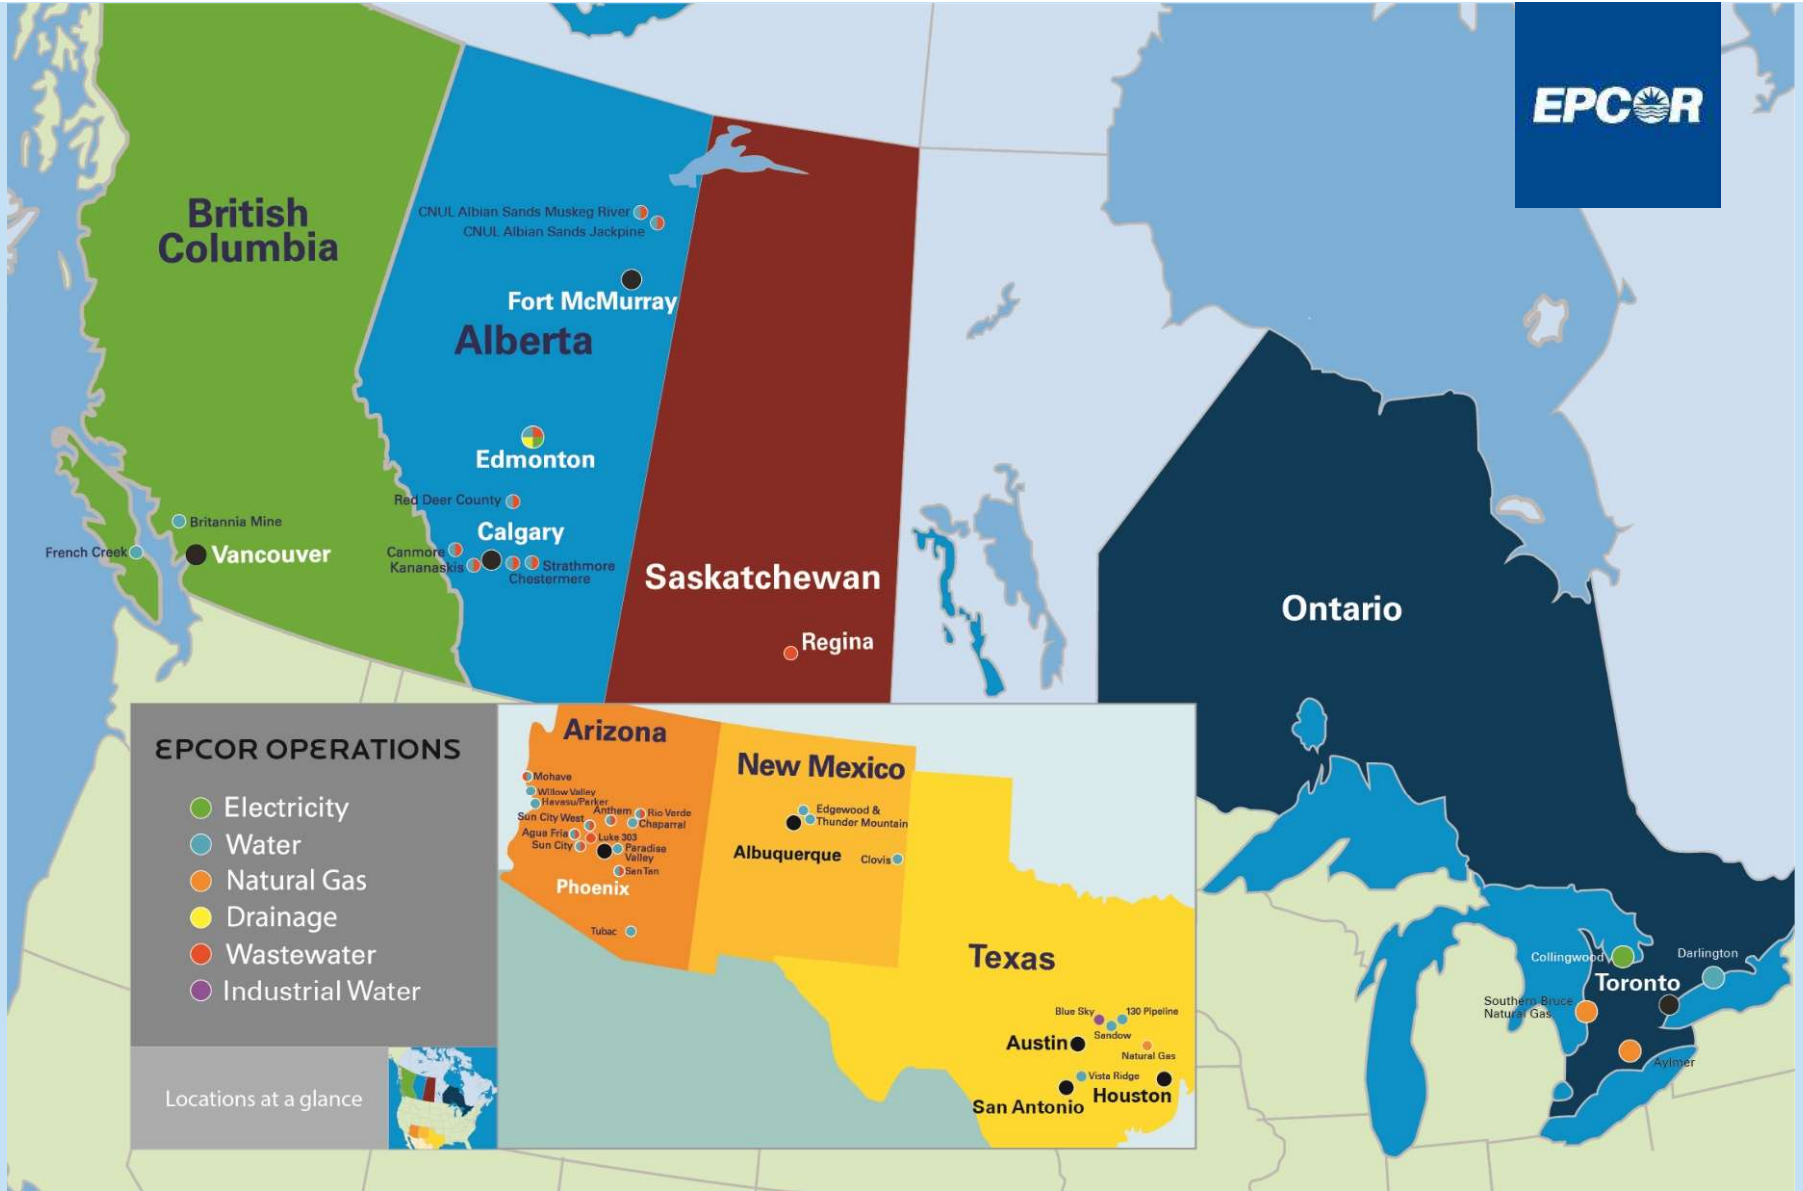 EPCOR
British
Columbia
CNUL Albian Sands Muskeg River
CNUL Albian Sands Jackpine
Fort McMurray
Alberta
Edmonton
Red Deer County
Calgary
Canmore
Kananaskis
Strathmore
Chestermere
Britannia Mine
French Creek
Vancouver
Saskatchewan
Regina
Ontario
Collingwood
Darlington
Toronto
Southern Bruce
Natural Gas
Aylmer
EPCOR OPERATIONS
Electricity
Water
Natural Gas
Drainage
Wastewater
Industrial Water
Locations at a glance
Arizona
Mohave
Willow Valley
Havasu/Parker
Anthem
Rio Verde
Sun City West
Chaparral
Agua Fria
Luke 303
Sun City
Paradise
Valley
San Tan
Phoenix
Tubac
New Mexico
Edgewood &
Thunder Mountain
Albuquerque
Clovis
Texas
Blue Sky
130 Pipeline
Sandow
Austin
Natural Gas
Vista Ridge
Houston
San Antonio